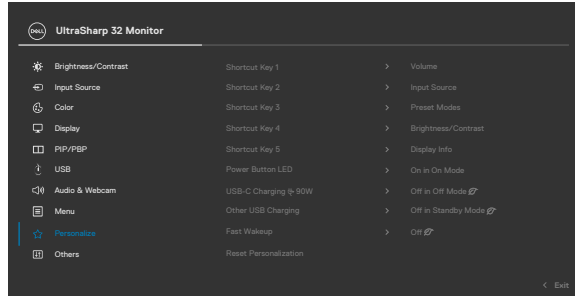 DELL UltraSharp 32 Monitor
Brightness/Contrast Shortcut Key 1 > Volume
Input Source Shortcut Key 2 > Input Source
Color Shortcut Key 3 > Preset Modes
Display Shortcut Key 4 > Brightness/Contrast
PIP/PBP Shortcut Key 5 > Display Info
USB Power Button LED > On in On Mode
Audio & Webcam USB-C Charging 90W > Off in Off Mode
Menu Other USB Charging > Off in Standby Mode
Personalize Fast Wakeup > Off
Others Reset Personalization
< Exit